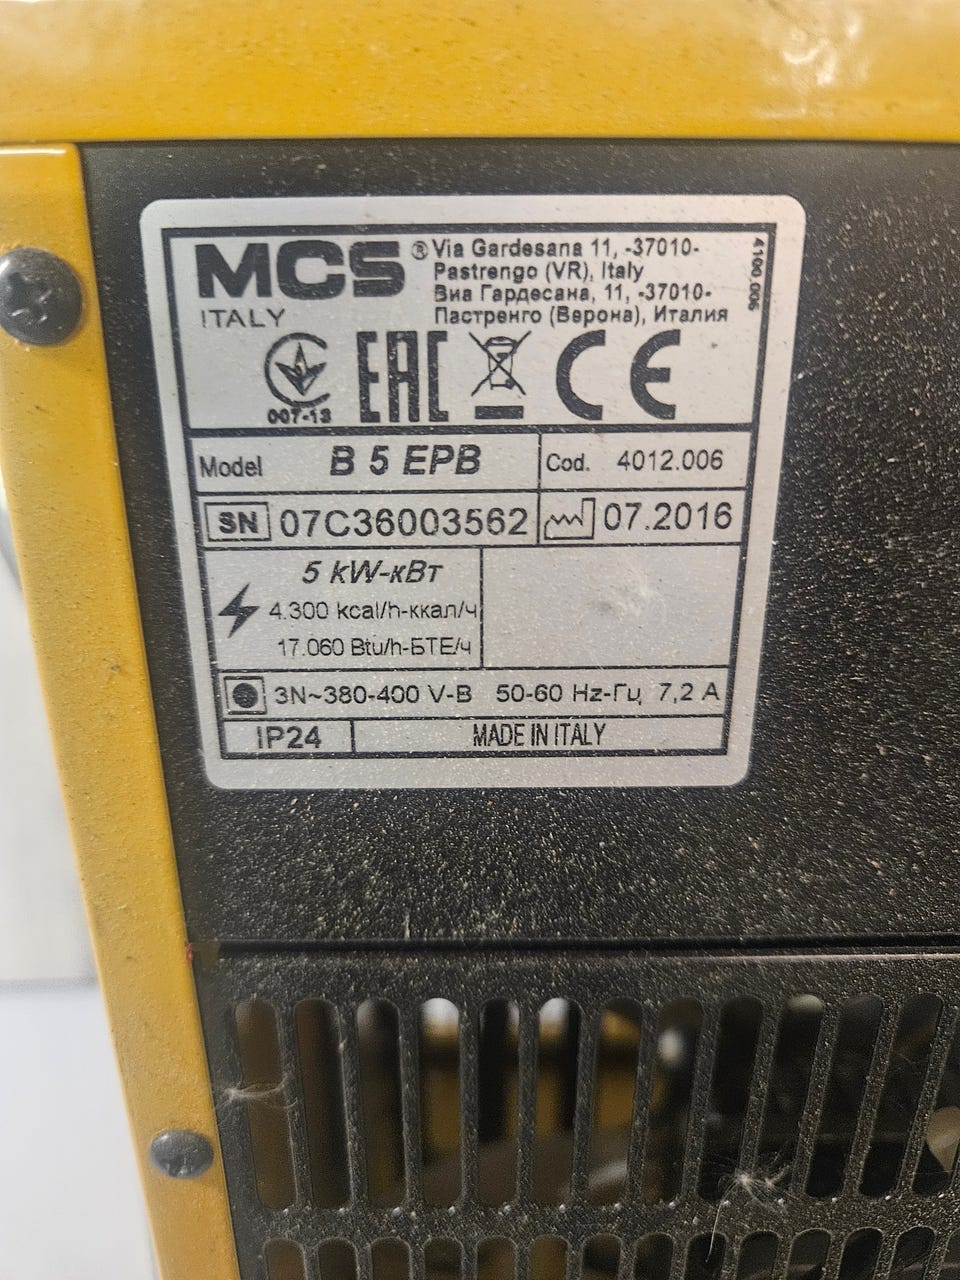 MCS ® Via Gardesana 11, -37010-
Pastrengo (VR), Italy
Виа Гардесана, 11, -37010-
ITALY Пастренго (Верона), Италия
4100.006
007-13 EAC CE
Model B 5 EPB Cod. 4012.006
SN 07C36003562 07.2016
5 kW-кВт
4.300 kcal/h-ккал/ч
17.060 Btu/h-БТЕ/ч
3N~380-400 V-В 50-60 Hz-Гц 7,2 A
IP24 MADE IN ITALY